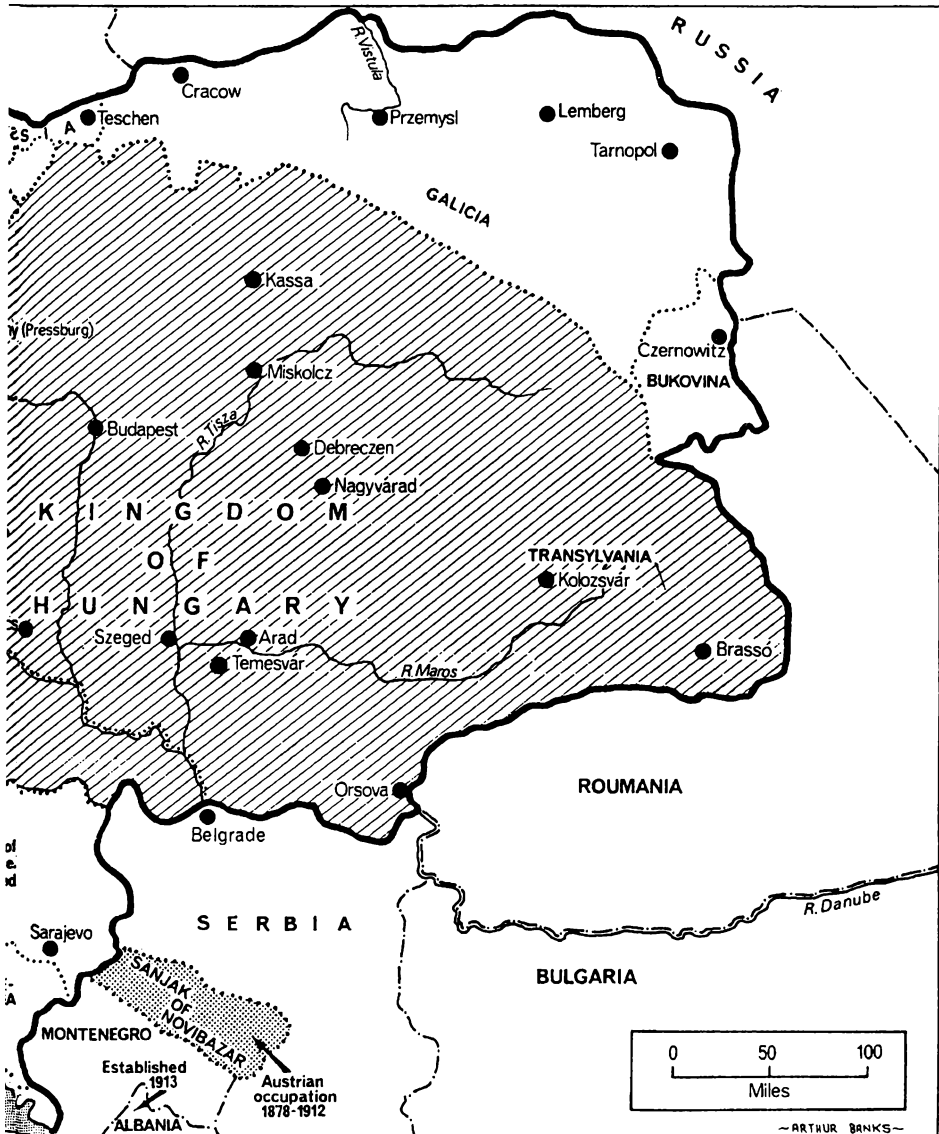 RUSSIA
R. Vistula
Cracow
Teschen
SIA
Przemysl
Lemberg
Tarnopol
GALICIA
Kassa
(Pressburg)
Czernowitz
BUKOVINA
Miskolcz
R. Tisza
Budapest
Debreczen
Nagyvárad
KINGDOM
OF
HUNGARY
TRANSYLVANIA
Kolozsvár
Szeged
Arad
Temesvár
R. Maros
Brassó
Orsova
ROUMANIA
Belgrade
of
SERBIA
R. Danube
Sarajevo
BULGARIA
SANJAK
OF
NOVIBAZAR
MONTENEGRO
Established
1913
Austrian
occupation
1878-1912
ALBANIA
0 50 100
Miles
~ARTHUR BANKS~